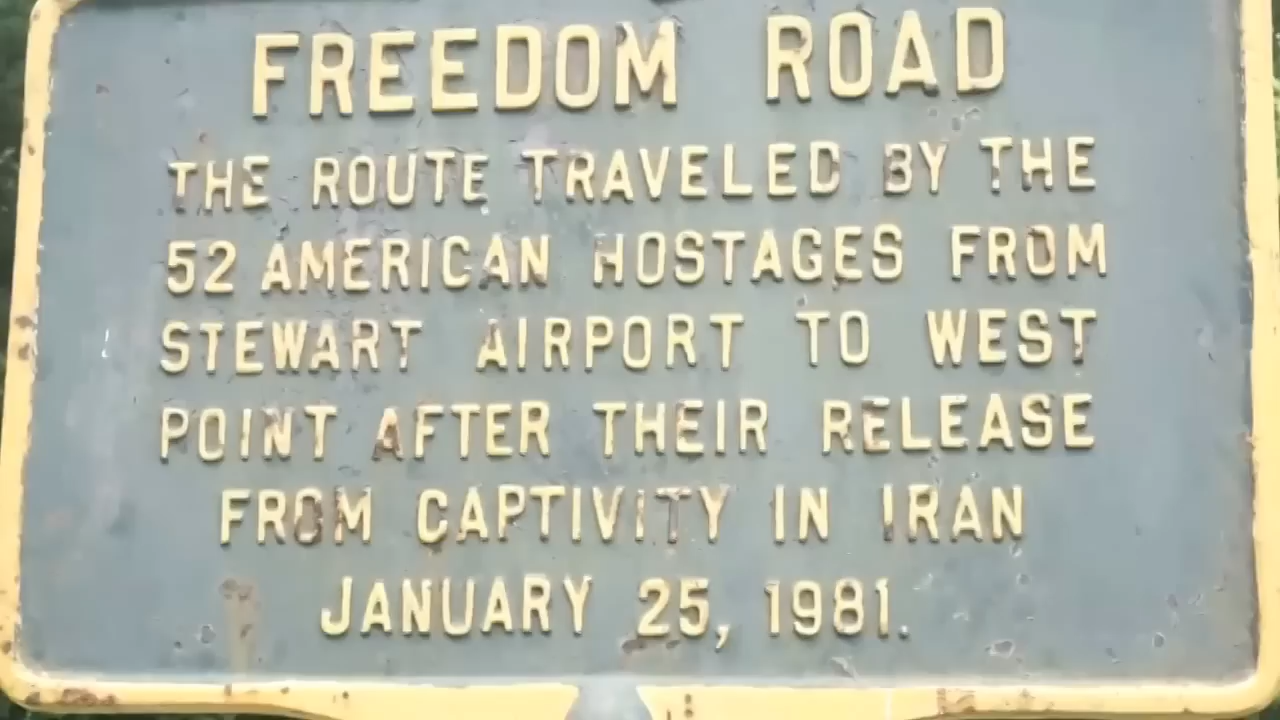 FREEDOM ROAD
THE ROUTE TRAVELED BY THE
52 AMERICAN HOSTAGES FROM
STEWART AIRPORT TO WEST
POINT AFTER THEIR RELEASE
FROM CAPTIVITY IN IRAN
JANUARY 25, 1981.